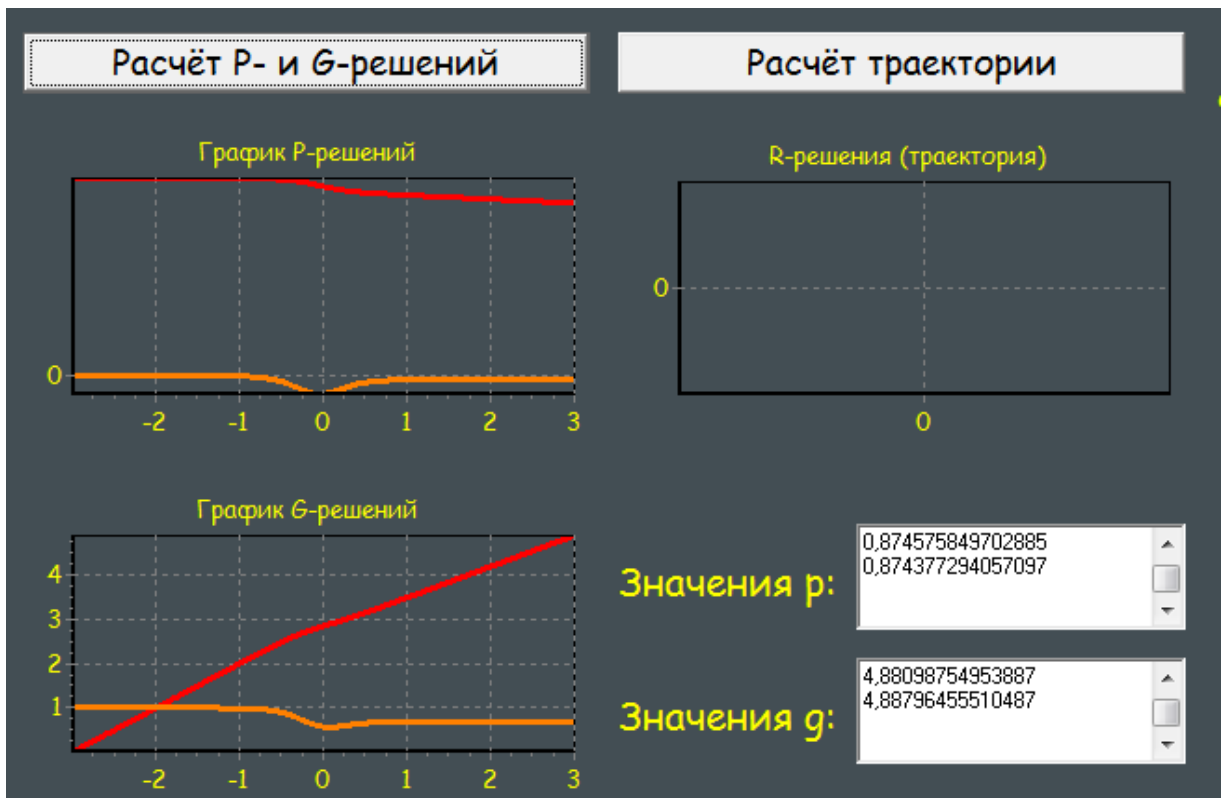 Расчёт P- и G-решений
Расчёт траектории
График P-решений
0
-2 -1 0 1 2 3
R-решения (траектория)
0
0
График G-решений
4
3
2
1
-2 -1 0 1 2 3
Значения p:
0,874575849702885
0,874377294057097
Значения g:
4,88098754953887
4,88796455510487